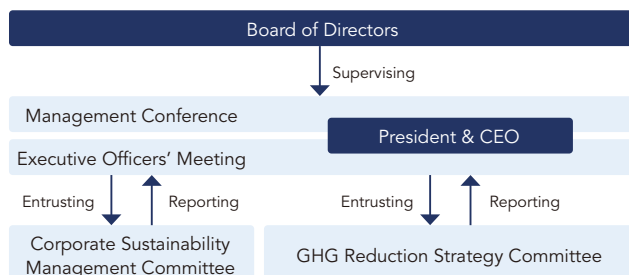 Board of Directors
Supervising
Management Conference
President & CEO
Executive Officers' Meeting
Entrusting
Reporting
Entrusting
Reporting
Corporate Sustainability
Management Committee
GHG Reduction Strategy Committee